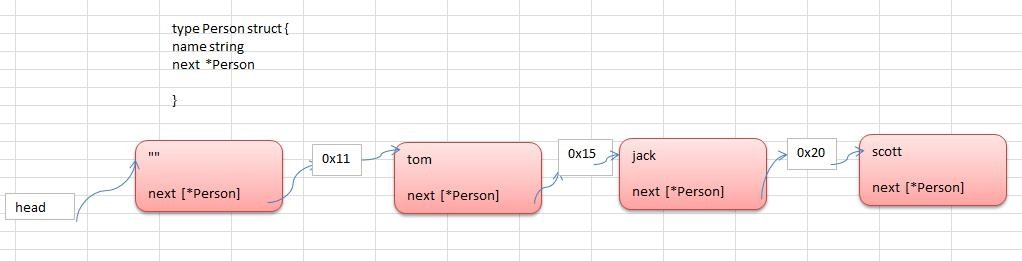 type Person struct {
name string
next *Person
}
""
next [*Person]
0x11
tom
next [*Person]
0x15
jack
next [*Person]
0x20
scott
next [*Person]
head